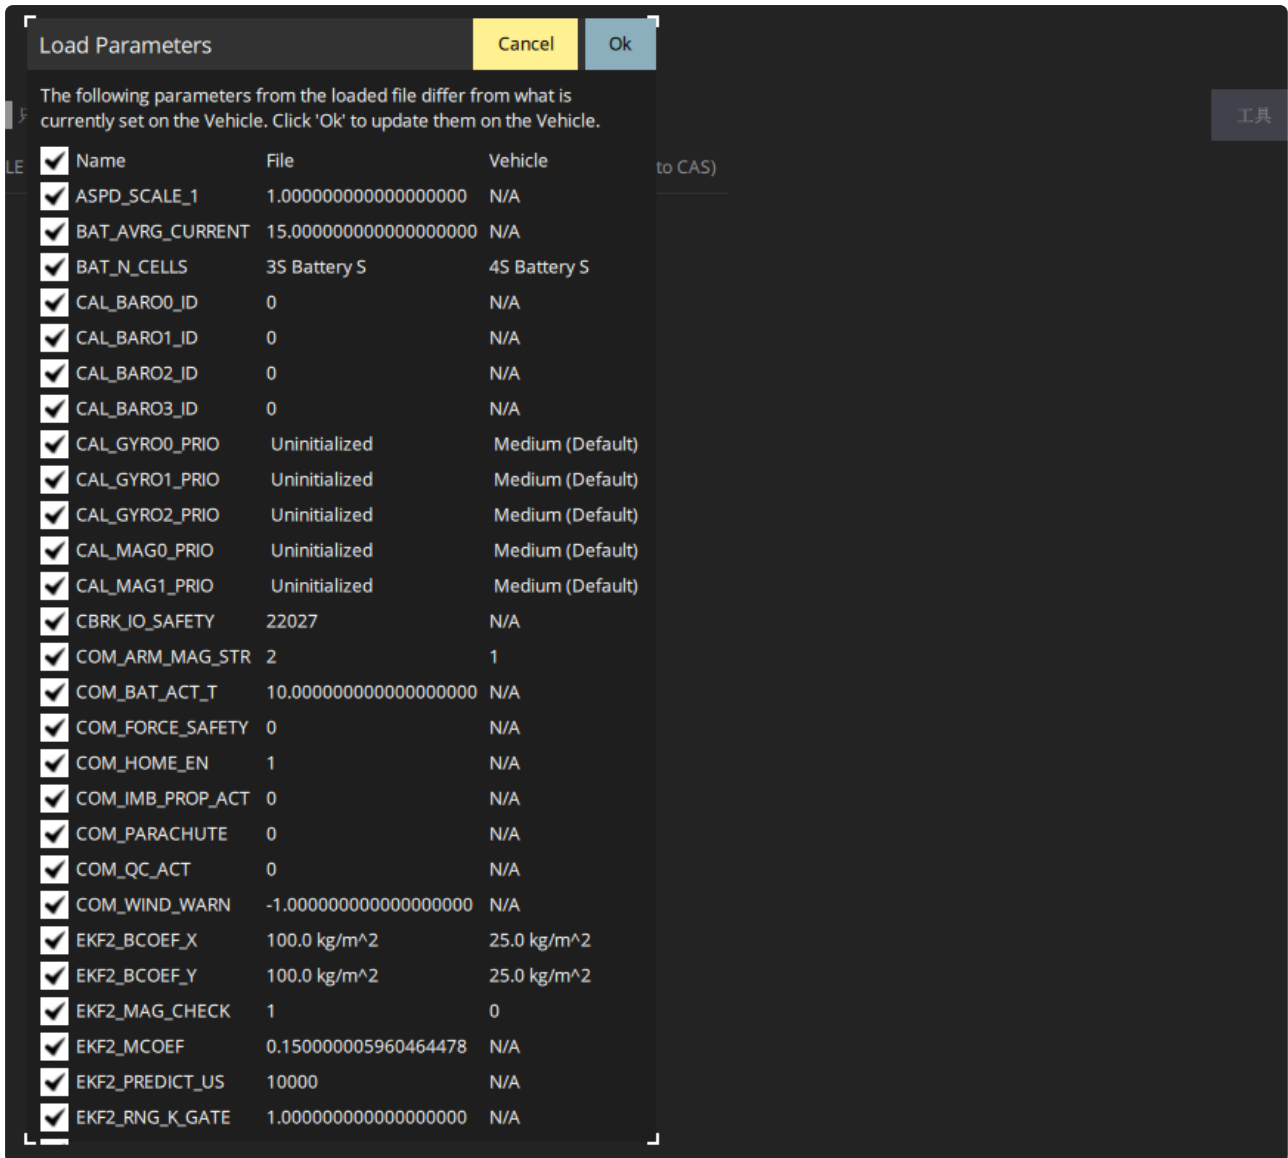 Load Parameters Cancel Ok
The following parameters from the loaded file differ from what is
currently set on the Vehicle. Click 'Ok' to update them on the Vehicle.
工具
LE
to CAS)
Name File Vehicle
ASPD_SCALE_1 1.000000000000000000 N/A
BAT_AVRG_CURRENT 15.000000000000000000 N/A
BAT_N_CELLS 3S Battery S 4S Battery S
CAL_BARO0_ID 0 N/A
CAL_BARO1_ID 0 N/A
CAL_BARO2_ID 0 N/A
CAL_BARO3_ID 0 N/A
CAL_GYRO0_PRIO Uninitialized Medium (Default)
CAL_GYRO1_PRIO Uninitialized Medium (Default)
CAL_GYRO2_PRIO Uninitialized Medium (Default)
CAL_MAG0_PRIO Uninitialized Medium (Default)
CAL_MAG1_PRIO Uninitialized Medium (Default)
CBRK_IO_SAFETY 22027 N/A
COM_ARM_MAG_STR 2 1
COM_BAT_ACT_T 10.000000000000000000 N/A
COM_FORCE_SAFETY 0 N/A
COM_HOME_EN 1 N/A
COM_IMB_PROP_ACT 0 N/A
COM_PARACHUTE 0 N/A
COM_QC_ACT 0 N/A
COM_WIND_WARN -1.000000000000000000 N/A
EKF2_BCOEF_X 100.0 kg/m^2 25.0 kg/m^2
EKF2_BCOEF_Y 100.0 kg/m^2 25.0 kg/m^2
EKF2_MAG_CHECK 1 0
EKF2_MCOEF 0.150000005960464478 N/A
EKF2_PREDICT_US 10000 N/A
EKF2_RNG_K_GATE 1.000000000000000000 N/A